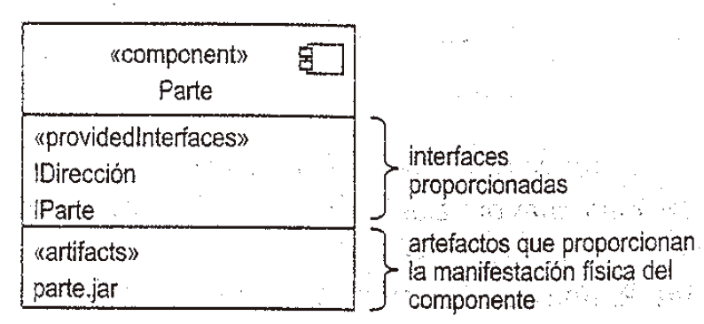 «component»
Parte
«providedInterfaces»
IDirección
IParte
interfaces
proporcionadas
«artifacts»
parte.jar
artefactos que proporcionan
la manifestación física del
componente